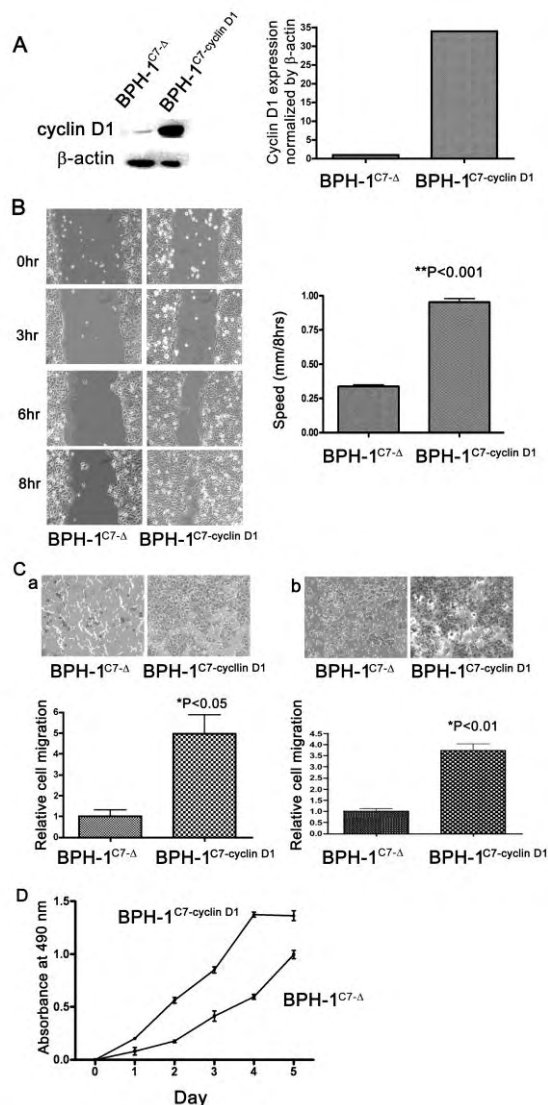 A
BPH-1C7-Δ
BPH-1C7-cyclin D1
cyclin D1
β-actin
Cyclin D1 expression
normalized by β-actin
35
30
25
20
15
10
5
0
BPH-1C7-Δ BPH-1C7-cyclin D1
B
0hr
3hr
6hr
8hr
BPH-1C7-Δ BPH-1C7-cyclin D1
**P<0.001
Speed (mm/8hrs)
1.00
0.75
0.50
0.25
0.00
BPH-1C7-Δ BPH-1C7-cyclin D1
C
a
BPH-1C7-Δ BPH-1C7-cycllin D1
*P<0.05
Relative cell migration
6
5
4
3
2
1
0
BPH-1C7-Δ BPH-1C7-cyclin D1
b
BPH-1C7-Δ BPH-1C7-cyclin D1
*P<0.01
Relative cell migration
4.5
4.0
3.5
3.0
2.5
2.0
1.5
1.0
0.5
0.0
BPH-1C7-Δ BPH-1C7-cyclin D1
D
Absorbance at 490 nm
1.5
1.0
0.5
0.0
BPH-1C7-cyclin D1
BPH-1C7-Δ
0 1 2 3 4 5
Day